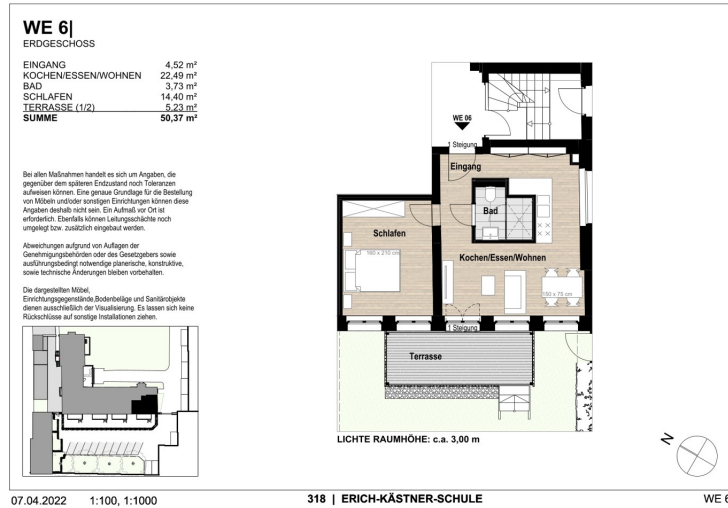 WE 6|
ERDGESCHOSS
EINGANG 4,52 m²
KOCHEN/ESSEN/WOHNEN 22,49 m²
BAD 3,73 m²
SCHLAFEN 14,40 m²
TERRASSE (1/2) 5,23 m²
SUMME 50,37 m²
Bei allen Maßnahmen handelt es sich um Angaben, die
gegenüber dem späteren Endzustand noch Toleranzen
aufweisen können. Eine genaue Grundlage für die Bestellung
von Möbeln und/oder sonstigen Einrichtungen können diese
Angaben deshalb nicht sein. Ein Aufmaß vor Ort ist
erforderlich. Ebenfalls können Leitungsschächte noch
umgelegt bzw. zusätzlich eingebaut werden.
Abweichungen aufgrund von Auflagen der
Genehmigungsbehörden oder des Gesetzgebers sowie
ausführungsbedingt notwendige planerische, konstruktive,
sowie technische Änderungen bleiben vorbehalten.
Die dargestellten Möbel,
Einrichtungsgegenstände,Bodenbeläge und Sanitärobjekte
dienen ausschließlich der Visualisierung. Es lassen sich keine
Rückschlüsse auf sonstige Installationen ziehen.
WE 06
1 Steigung
Eingang
Bad
Schlafen
160 x 210 cm
Kochen/Essen/Wohnen
150 x 75 cm
1 Steigung
Terrasse
LICHTE RAUMHÖHE: c.a. 3,00 m
N
07.04.2022 1:100, 1:1000 318 | ERICH-KÄSTNER-SCHULE WE 6